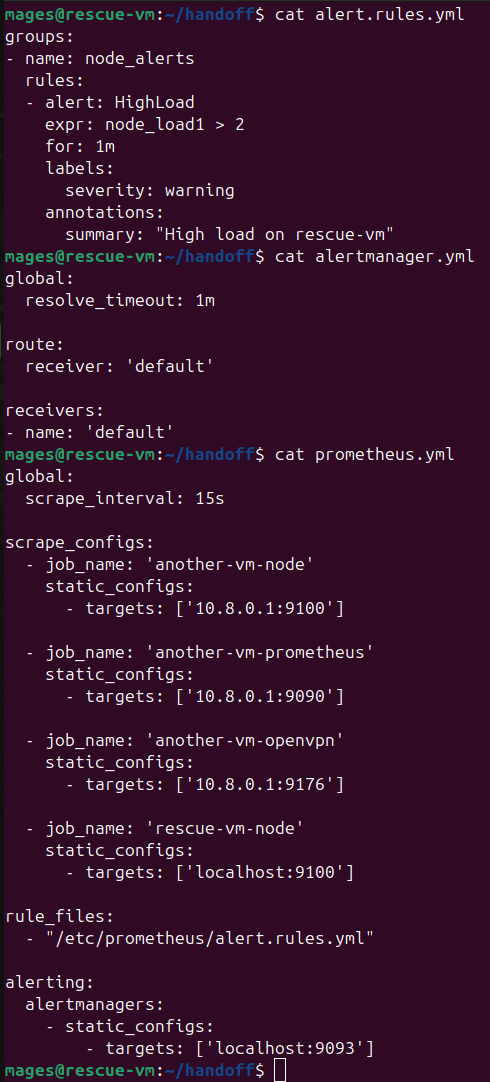 mages@rescue-vm:~/handoff$ cat alert.rules.yml
groups:
- name: node_alerts
  rules:
  - alert: HighLoad
    expr: node_load1 > 2
    for: 1m
    labels:
      severity: warning
    annotations:
      summary: "High load on rescue-vm"
mages@rescue-vm:~/handoff$ cat alertmanager.yml
global:
  resolve_timeout: 1m

route:
  receiver: 'default'

receivers:
- name: 'default'
mages@rescue-vm:~/handoff$ cat prometheus.yml
global:
  scrape_interval: 15s

scrape_configs:
  - job_name: 'another-vm-node'
    static_configs:
      - targets: ['10.8.0.1:9100']

  - job_name: 'another-vm-prometheus'
    static_configs:
      - targets: ['10.8.0.1:9090']

  - job_name: 'another-vm-openvpn'
    static_configs:
      - targets: ['10.8.0.1:9176']

  - job_name: 'rescue-vm-node'
    static_configs:
      - targets: ['localhost:9100']

rule_files:
  - "/etc/prometheus/alert.rules.yml"

alerting:
  alertmanagers:
    - static_configs:
        - targets: ['localhost:9093']
mages@rescue-vm:~/handoff$